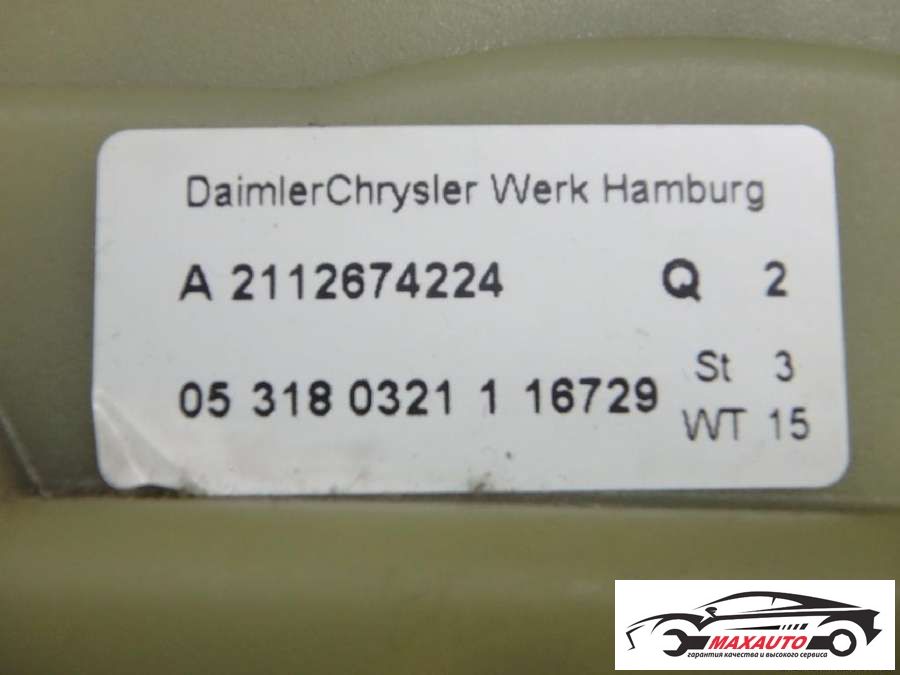 DaimlerChrysler Werk Hamburg
A 2112674224 Q 2
05 318 0321 1 16729 St 3
WT 15
MAXAUTO
гарантия качества и высокого сервиса